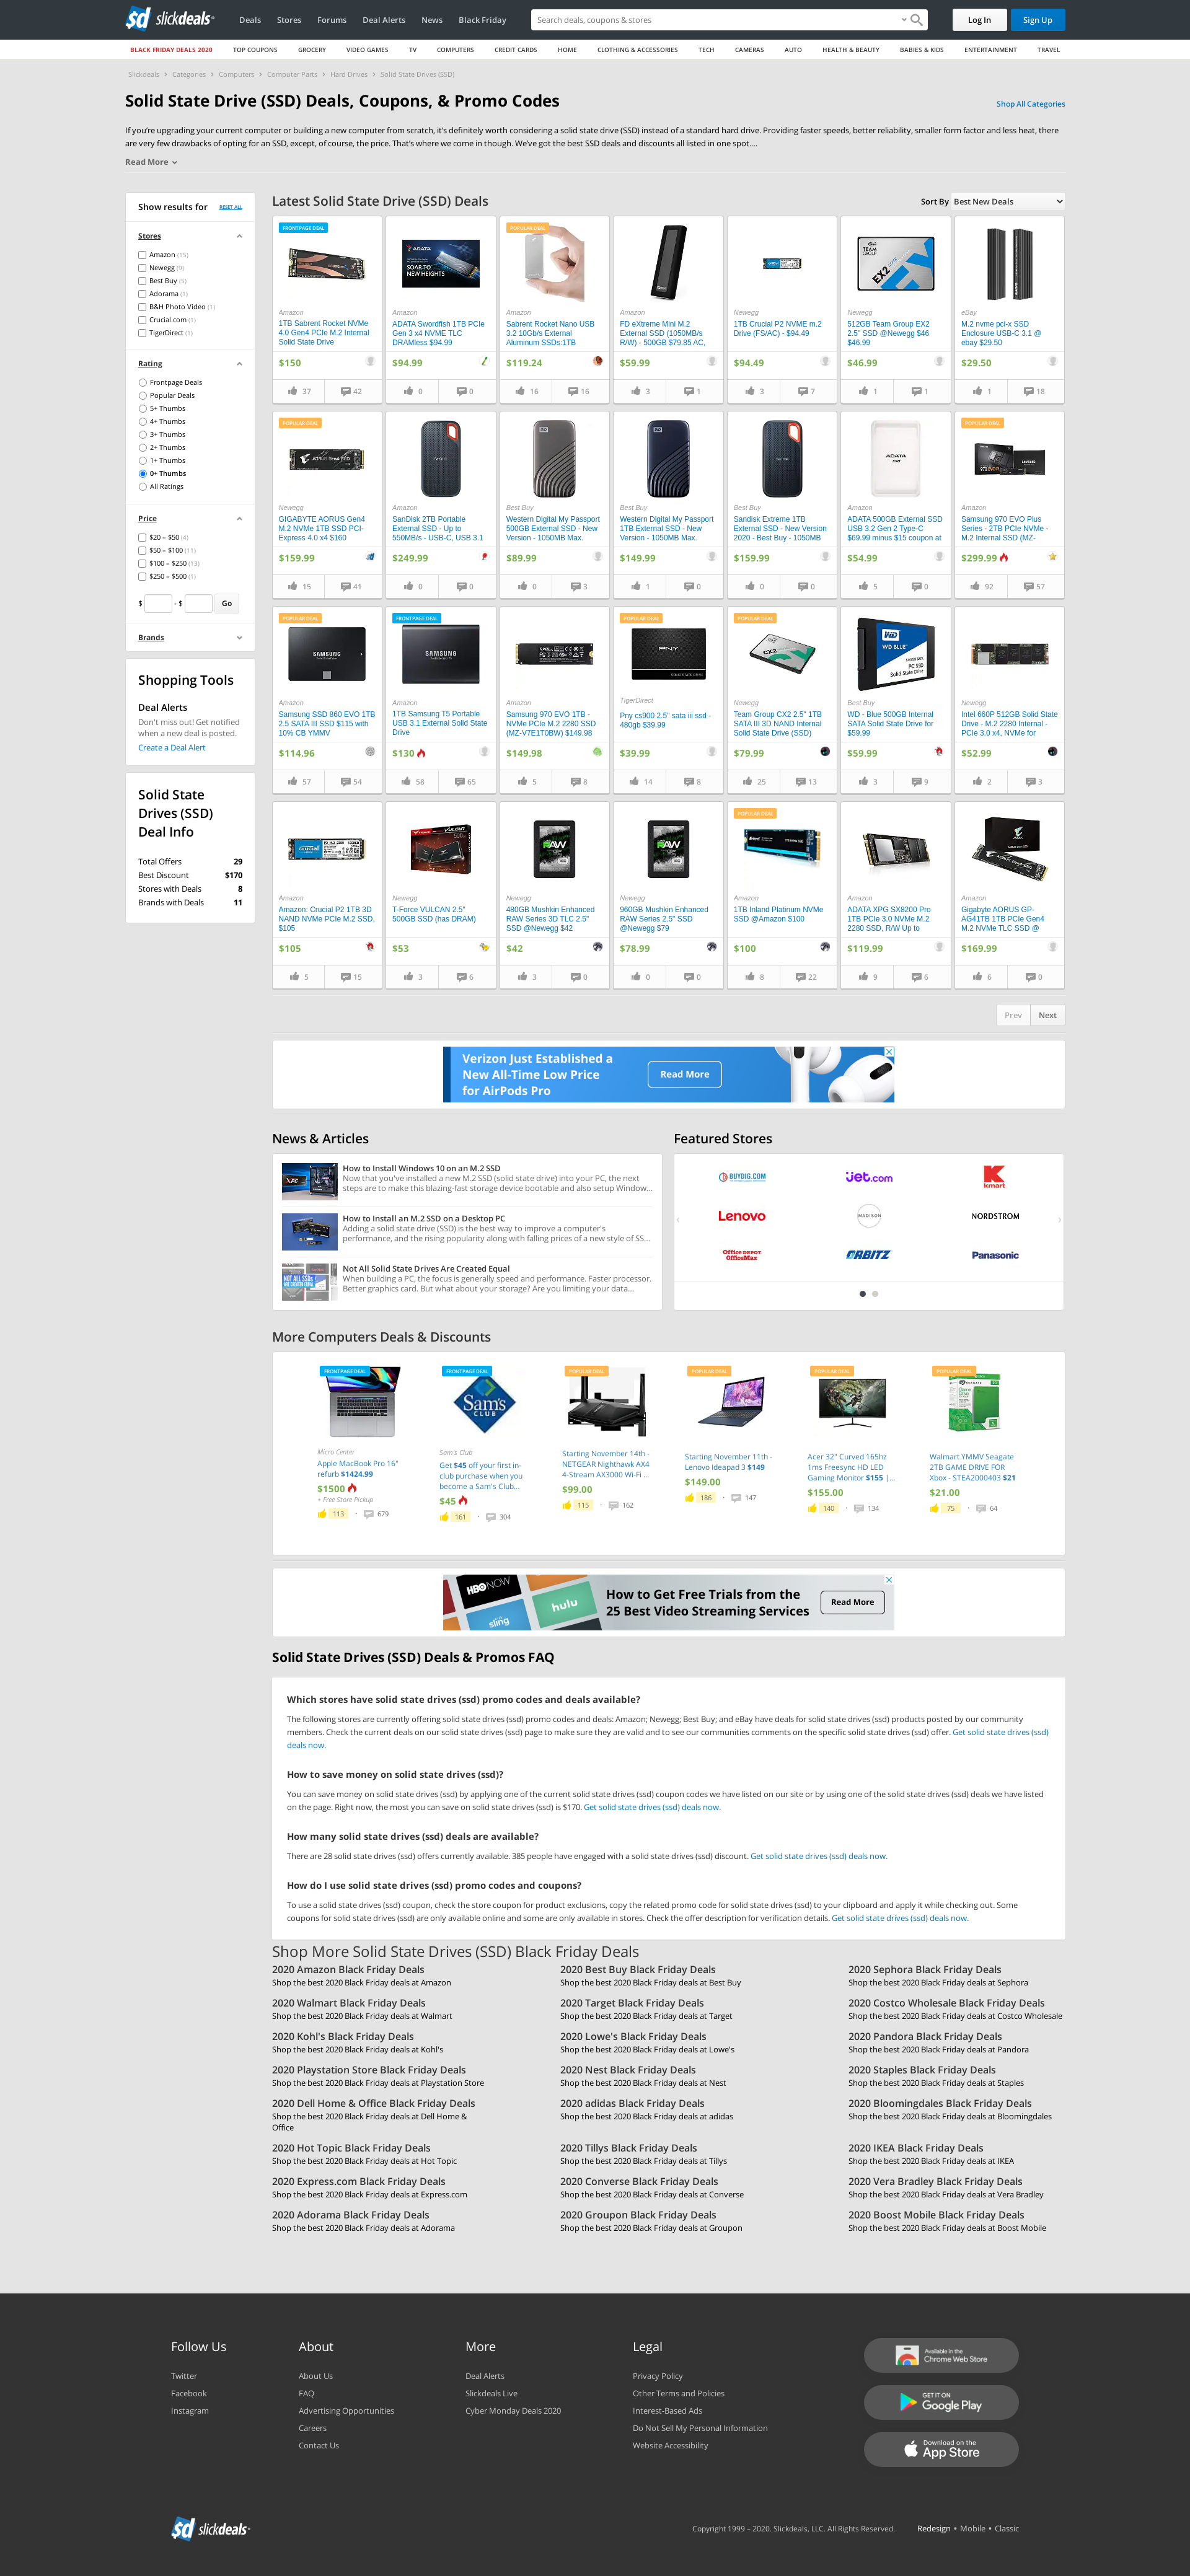 slickdeals
Deals
Stores
Forums
Deal Alerts
News
Black Friday
Search deals, coupons & stores
Log In
Sign Up
BLACK FRIDAY DEALS 2020
TOP COUPONS
GROCERY
VIDEO GAMES
TV
COMPUTERS
CREDIT CARDS
HOME
CLOTHING & ACCESSORIES
TECH
CAMERAS
AUTO
HEALTH & BEAUTY
BABIES & KIDS
ENTERTAINMENT
TRAVEL
Slickdeals > Categories > Computers > Computer Parts > Hard Drives > Solid State Drives (SSD)
Solid State Drive (SSD) Deals, Coupons, & Promo Codes
Shop All Categories
If you're upgrading your current computer or building a new computer from scratch, it's definitely worth considering a solid state drive (SSD) instead of a standard hard drive. Providing faster speeds, better reliability, smaller form factor and less heat, there
are very few drawbacks of opting for an SSD, except, of course, the price. That's where we come in though. We've got the best SSD deals and discounts all listed in one spot....
Read More
Show results for
RESET ALL
Stores
Amazon (15)
Newegg (9)
Best Buy (5)
Adorama (1)
B&H Photo Video (1)
Crucial.com (1)
TigerDirect (1)
Rating
Frontpage Deals
Popular Deals
5+ Thumbs
4+ Thumbs
3+ Thumbs
2+ Thumbs
1+ Thumbs
0+ Thumbs
All Ratings
Price
$20 – $50 (4)
$50 – $100 (11)
$100 – $250 (13)
$250 – $500 (1)
$ - $ Go
Brands
Shopping Tools
Deal Alerts
Don't miss out! Get notified
when a new deal is posted.
Create a Deal Alert
Solid State
Drives (SSD)
Deal Info
Total Offers 29
Best Discount $170
Stores with Deals 8
Brands with Deals 11
Latest Solid State Drive (SSD) Deals
Sort By Best New Deals
FRONTPAGE DEAL
Amazon
1TB Sabrent Rocket NVMe
4.0 Gen4 PCIe M.2 Internal
Solid State Drive
$150
37 42
ADATA
SOAR TO
NEW HEIGHTS
Amazon
ADATA Swordfish 1TB PCIe
Gen 3 x4 NVME TLC
DRAMless $94.99
$94.99
0 0
POPULAR DEAL
Amazon
Sabrent Rocket Nano USB
3.2 10Gb/s External
Aluminum SSDs:1TB
$119.24
16 16
Amazon
FD eXtreme Mini M.2
External SSD (1050MB/s
R/W) - 500GB $79.85 AC,
$59.99
3 1
Newegg
1TB Crucial P2 NVME m.2
Drive (FS/AC) - $94.49
$94.49
3 7
TEAM GROUP
EX2
Newegg
512GB Team Group EX2
2.5" SSD @Newegg $46
$46.99
$46.99
1 1
eBay
M.2 nvme pci-x SSD
Enclosure USB-C 3.1 @
ebay $29.50
$29.50
1 18
POPULAR DEAL
Newegg
GIGABYTE AORUS Gen4
M.2 NVMe 1TB SSD PCI-
Express 4.0 x4 $160
$159.99
15 41
Amazon
SanDisk 2TB Portable
External SSD - Up to
550MB/s - USB-C, USB 3.1
$249.99
0 0
Best Buy
Western Digital My Passport
500GB External SSD - New
Version - 1050MB Max.
$89.99
0 3
Best Buy
Western Digital My Passport
1TB External SSD - New
Version - 1050MB Max.
$149.99
1 0
Best Buy
Sandisk Extreme 1TB
External SSD - New Version
2020 - Best Buy - 1050MB
$159.99
0 0
ADATA
Amazon
ADATA 500GB External SSD
USB 3.2 Gen 2 Type-C
$69.99 minus $15 coupon at
$54.99
5 0
POPULAR DEAL
Amazon
Samsung 970 EVO Plus
Series - 2TB PCIe NVMe -
M.2 Internal SSD (MZ-
$299.99
92 57
POPULAR DEAL
SAMSUNG
Amazon
Samsung SSD 860 EVO 1TB
2.5 SATA III SSD $115 with
10% CB YMMV
$114.96
57 54
FRONTPAGE DEAL
SAMSUNG
Amazon
1TB Samsung T5 Portable
USB 3.1 External Solid State
Drive
$130
58 65
Amazon
Samsung 970 EVO 1TB -
NVMe PCIe M.2 2280 SSD
(MZ-V7E1T0BW) $149.98
$149.98
5 8
POPULAR DEAL
PNY
TigerDirect
Pny cs900 2.5" sata iii ssd -
480gb $39.99
$39.99
14 8
POPULAR DEAL
CX2
Newegg
Team Group CX2 2.5" 1TB
SATA III 3D NAND Internal
Solid State Drive (SSD)
$79.99
25 13
WD
WD BLUE
Best Buy
WD - Blue 500GB Internal
SATA Solid State Drive for
$59.99
$59.99
3 9
Newegg
Intel 660P 512GB Solid State
Drive - M.2 2280 Internal -
PCIe 3.0 x4, NVMe for
$52.99
2 3
crucial
Amazon
Amazon: Crucial P2 1TB 3D
NAND NVMe PCIe M.2 SSD,
$105
$105
5 15
VULCAN
Newegg
T-Force VULCAN 2.5"
500GB SSD (has DRAM)
$53
3 6
RAW
Newegg
480GB Mushkin Enhanced
RAW Series 3D TLC 2.5"
SSD @Newegg $42
$42
3 0
RAW
Newegg
960GB Mushkin Enhanced
RAW Series 2.5" SSD
@Newegg $79
$78.99
0 0
POPULAR DEAL
Amazon
1TB Inland Platinum NVMe
SSD @Amazon $100
$100
8 22
Amazon
ADATA XPG SX8200 Pro
1TB PCIe 3.0 NVMe M.2
2280 SSD, R/W Up to
$119.99
9 6
Amazon
Gigabyte AORUS GP-
AG41TB 1TB PCIe Gen4
M.2 NVMe TLC SSD @
$169.99
6 0
Prev Next
Verizon Just Established a
New All-Time Low Price
for AirPods Pro
Read More
News & Articles
How to Install Windows 10 on an M.2 SSD
Now that you've installed a new M.2 SSD (solid state drive) into your PC, the next
steps are to make this blazing-fast storage device bootable and also setup Window...
How to Install an M.2 SSD on a Desktop PC
Adding a solid state drive (SSD) is the best way to improve a computer's
performance, and the rising popularity along with falling prices of a new style of SS...
NOT ALL SSDs
ARE CREATED EQUAL
Not All Solid State Drives Are Created Equal
When building a PC, the focus is generally speed and performance. Faster processor.
Better graphics card. But what about your storage? Are you limiting your data...
Featured Stores
BUYDIG.COM
Jet.com
kmart
Lenovo
MADISON
NORDSTROM
Office DEPOT
OfficeMax
ORBITZ
Panasonic
More Computers Deals & Discounts
FRONTPAGE DEAL
Micro Center
Apple MacBook Pro 16"
refurb $1424.99
$1500
+ Free Store Pickup
113 · 679
FRONTPAGE DEAL
Sam's
CLUB
Sam's Club
Get $45 off your first in-
club purchase when you
become a Sam's Club...
$45
161 · 304
POPULAR DEAL
Starting November 14th -
NETGEAR Nighthawk AX4
4-Stream AX3000 Wi-Fi ...
$99.00
115 · 162
POPULAR DEAL
Starting November 11th -
Lenovo Ideapad 3 $149
$149.00
186 · 147
POPULAR DEAL
Acer 32" Curved 165hz
1ms Freesync HD LED
Gaming Monitor $155 |...
$155.00
140 · 134
POPULAR DEAL
Walmart YMMV Seagate
2TB GAME DRIVE FOR
Xbox - STEA2000403 $21
$21.00
75 · 64
HBO NOW
hulu
sling
How to Get Free Trials from the
25 Best Video Streaming Services
Read More
Solid State Drives (SSD) Deals & Promos FAQ
Which stores have solid state drives (ssd) promo codes and deals available?
The following stores are currently offering solid state drives (ssd) promo codes and deals: Amazon; Newegg; Best Buy; and eBay have deals for solid state drives (ssd) products posted by our community
members. Check the current deals on our solid state drives (ssd) page to make sure they are valid and to see our communities comments on the specific solid state drives (ssd) offer. Get solid state drives (ssd)
deals now.
How to save money on solid state drives (ssd)?
You can save money on solid state drives (ssd) by applying one of the current solid state drives (ssd) coupon codes we have listed on our site or by using one of the solid state drives (ssd) deals we have listed
on the page. Right now, the most you can save on solid state drives (ssd) is $170. Get solid state drives (ssd) deals now.
How many solid state drives (ssd) deals are available?
There are 28 solid state drives (ssd) offers currently available. 385 people have engaged with a solid state drives (ssd) discount. Get solid state drives (ssd) deals now.
How do I use solid state drives (ssd) promo codes and coupons?
To use a solid state drives (ssd) coupon, check the store coupon for product exclusions, copy the related promo code for solid state drives (ssd) to your clipboard and apply it while checking out. Some
coupons for solid state drives (ssd) are only available online and some are only available in stores. Check the offer description for verification details. Get solid state drives (ssd) deals now.
Shop More Solid State Drives (SSD) Black Friday Deals
2020 Amazon Black Friday Deals
Shop the best 2020 Black Friday deals at Amazon
2020 Best Buy Black Friday Deals
Shop the best 2020 Black Friday deals at Best Buy
2020 Sephora Black Friday Deals
Shop the best 2020 Black Friday deals at Sephora
2020 Walmart Black Friday Deals
Shop the best 2020 Black Friday deals at Walmart
2020 Target Black Friday Deals
Shop the best 2020 Black Friday deals at Target
2020 Costco Wholesale Black Friday Deals
Shop the best 2020 Black Friday deals at Costco Wholesale
2020 Kohl's Black Friday Deals
Shop the best 2020 Black Friday deals at Kohl's
2020 Lowe's Black Friday Deals
Shop the best 2020 Black Friday deals at Lowe's
2020 Pandora Black Friday Deals
Shop the best 2020 Black Friday deals at Pandora
2020 Playstation Store Black Friday Deals
Shop the best 2020 Black Friday deals at Playstation Store
2020 Nest Black Friday Deals
Shop the best 2020 Black Friday deals at Nest
2020 Staples Black Friday Deals
Shop the best 2020 Black Friday deals at Staples
2020 Dell Home & Office Black Friday Deals
Shop the best 2020 Black Friday deals at Dell Home &
Office
2020 adidas Black Friday Deals
Shop the best 2020 Black Friday deals at adidas
2020 Bloomingdales Black Friday Deals
Shop the best 2020 Black Friday deals at Bloomingdales
2020 Hot Topic Black Friday Deals
Shop the best 2020 Black Friday deals at Hot Topic
2020 Tillys Black Friday Deals
Shop the best 2020 Black Friday deals at Tillys
2020 IKEA Black Friday Deals
Shop the best 2020 Black Friday deals at IKEA
2020 Express.com Black Friday Deals
Shop the best 2020 Black Friday deals at Express.com
2020 Converse Black Friday Deals
Shop the best 2020 Black Friday deals at Converse
2020 Vera Bradley Black Friday Deals
Shop the best 2020 Black Friday deals at Vera Bradley
2020 Adorama Black Friday Deals
Shop the best 2020 Black Friday deals at Adorama
2020 Groupon Black Friday Deals
Shop the best 2020 Black Friday deals at Groupon
2020 Boost Mobile Black Friday Deals
Shop the best 2020 Black Friday deals at Boost Mobile
Follow Us
Twitter
Facebook
Instagram
About
About Us
FAQ
Advertising Opportunities
Careers
Contact Us
More
Deal Alerts
Slickdeals Live
Cyber Monday Deals 2020
Legal
Privacy Policy
Other Terms and Policies
Interest-Based Ads
Do Not Sell My Personal Information
Website Accessibility
Available in the
Chrome Web Store
GET IT ON
Google Play
Download on the
App Store
slickdeals
Copyright 1999 – 2020. Slickdeals, LLC. All Rights Reserved.
Redesign • Mobile • Classic